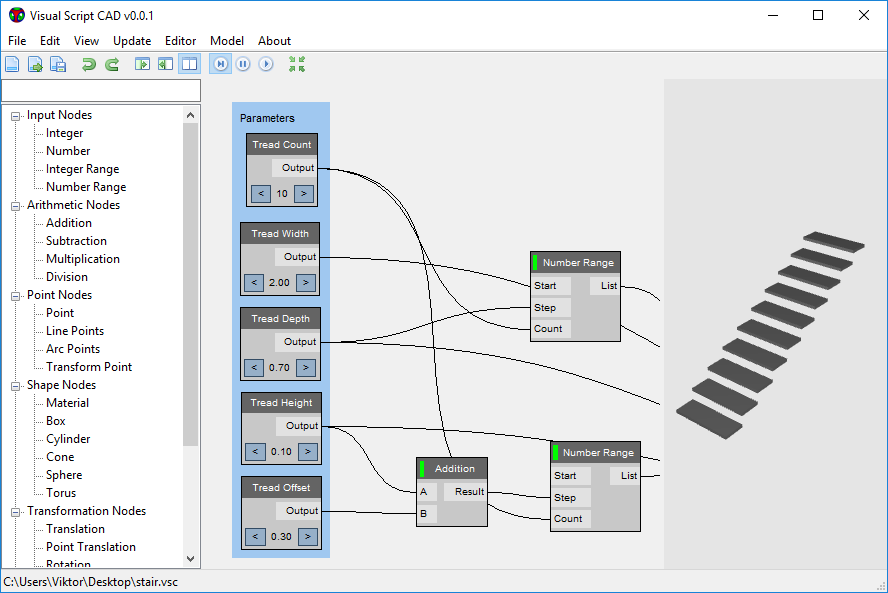 Visual Script CAD v0.0.1
File Edit View Update Editor Model About
Input Nodes
Integer
Number
Integer Range
Number Range
Arithmetic Nodes
Addition
Subtraction
Multiplication
Division
Point Nodes
Point
Line Points
Arc Points
Transform Point
Shape Nodes
Material
Box
Cylinder
Cone
Sphere
Torus
Transformation Nodes
Translation
Point Translation
Rotation
Parameters
Tread Count
Output
< 10 >
Tread Width
Output
< 2.00 >
Tread Depth
Output
< 0.70 >
Tread Height
Output
< 0.10 >
Tread Offset
Output
< 0.30 >
Addition
A Result
B
Number Range
Start List
Step
Count
Number Range
Start List
Step
Count
C:\Users\Viktor\Desktop\stair.vsc